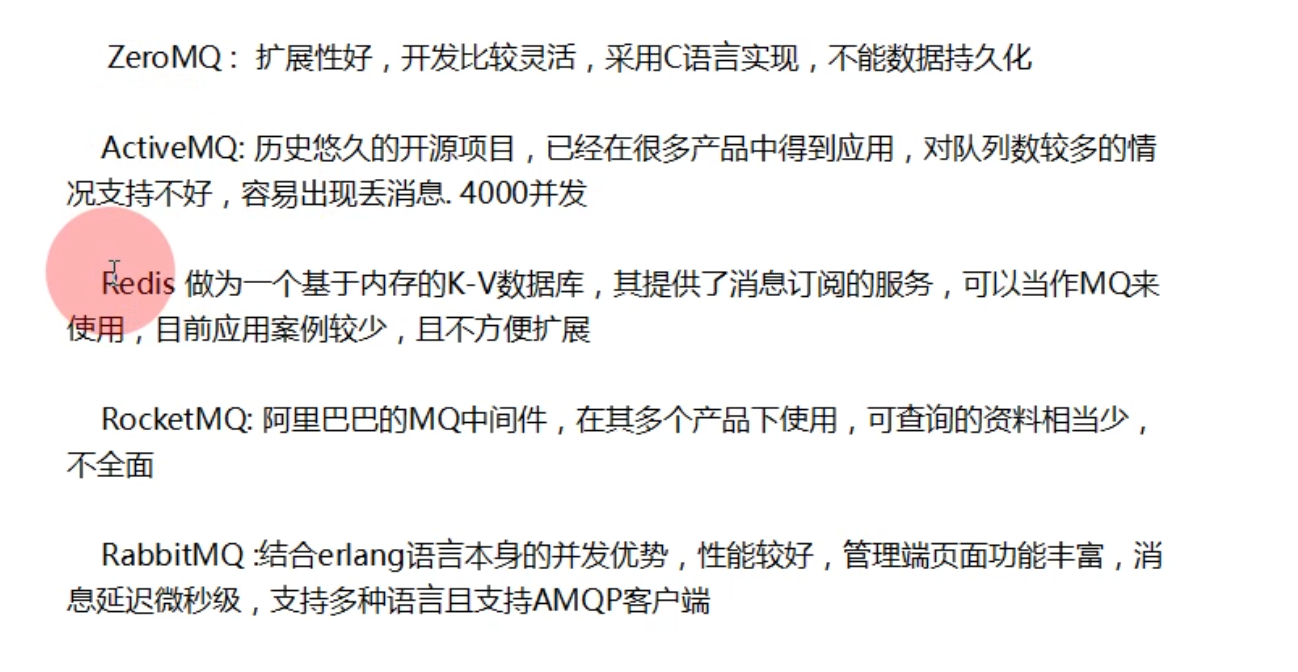 ZeroMQ： 扩展性好，开发比较灵活，采用C语言实现，不能数据持久化
ActiveMQ: 历史悠久的开源项目，已经在很多产品中得到应用，对队列数较多的情
况支持不好，容易出现丢消息. 4000并发
Redis 做为一个基于内存的K-V数据库，其提供了消息订阅的服务，可以当作MQ来
使用，目前应用案例较少，且不方便扩展
RocketMQ: 阿里巴巴的MQ中间件，在其多个产品下使用，可查询的资料相当少，
不全面
RabbitMQ :结合erlang语言本身的并发优势，性能较好，管理端页面功能丰富，消
息延迟微秒级，支持多种语言且支持AMQP客户端